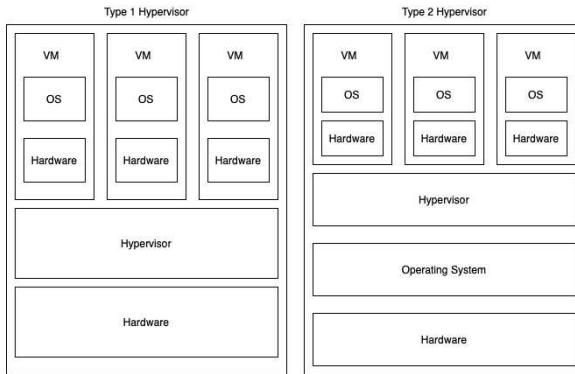 Type 1 Hypervisor
VM VM VM
OS OS OS
Hardware Hardware Hardware
Hypervisor
Hardware
Type 2 Hypervisor
VM VM VM
OS OS OS
Hardware Hardware Hardware
Hypervisor
Operating System
Hardware